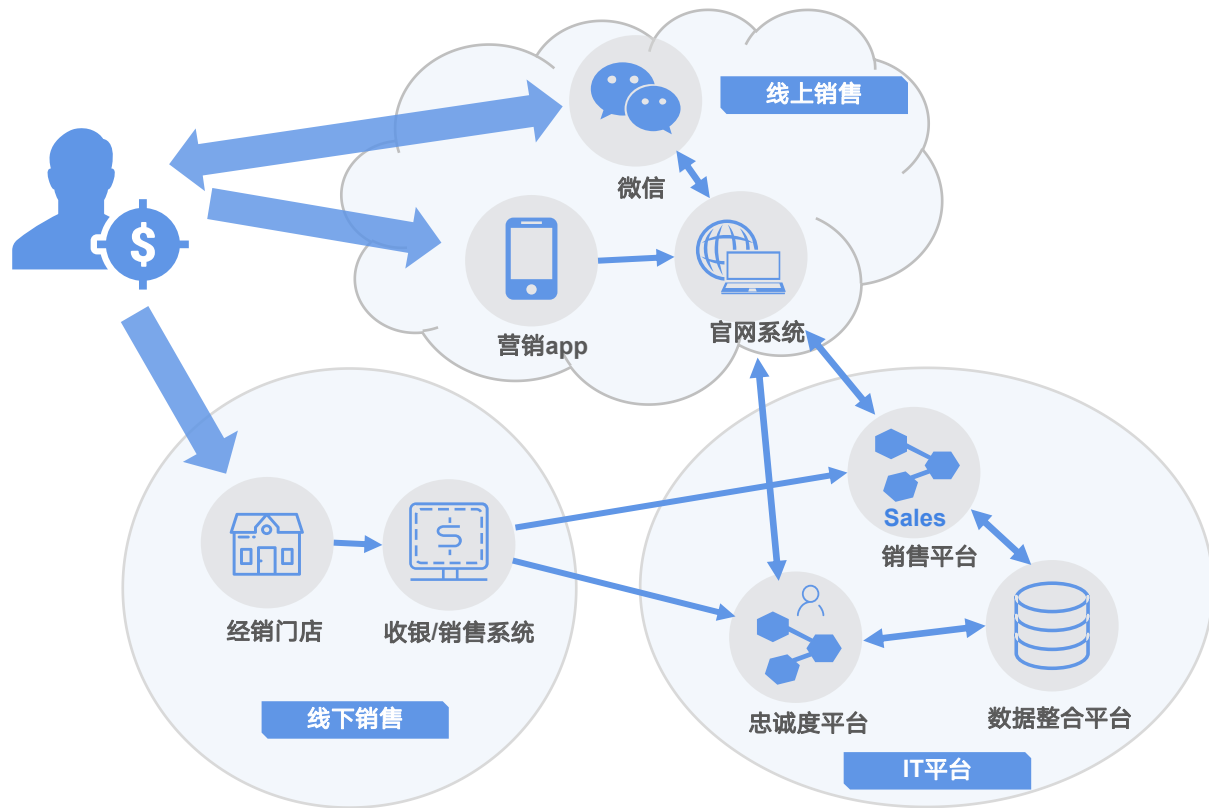 线上销售
微信
营销app
官网系统
$
Sales
销售平台
经销门店
收银/销售系统
忠诚度平台
数据整合平台
线下销售
IT平台